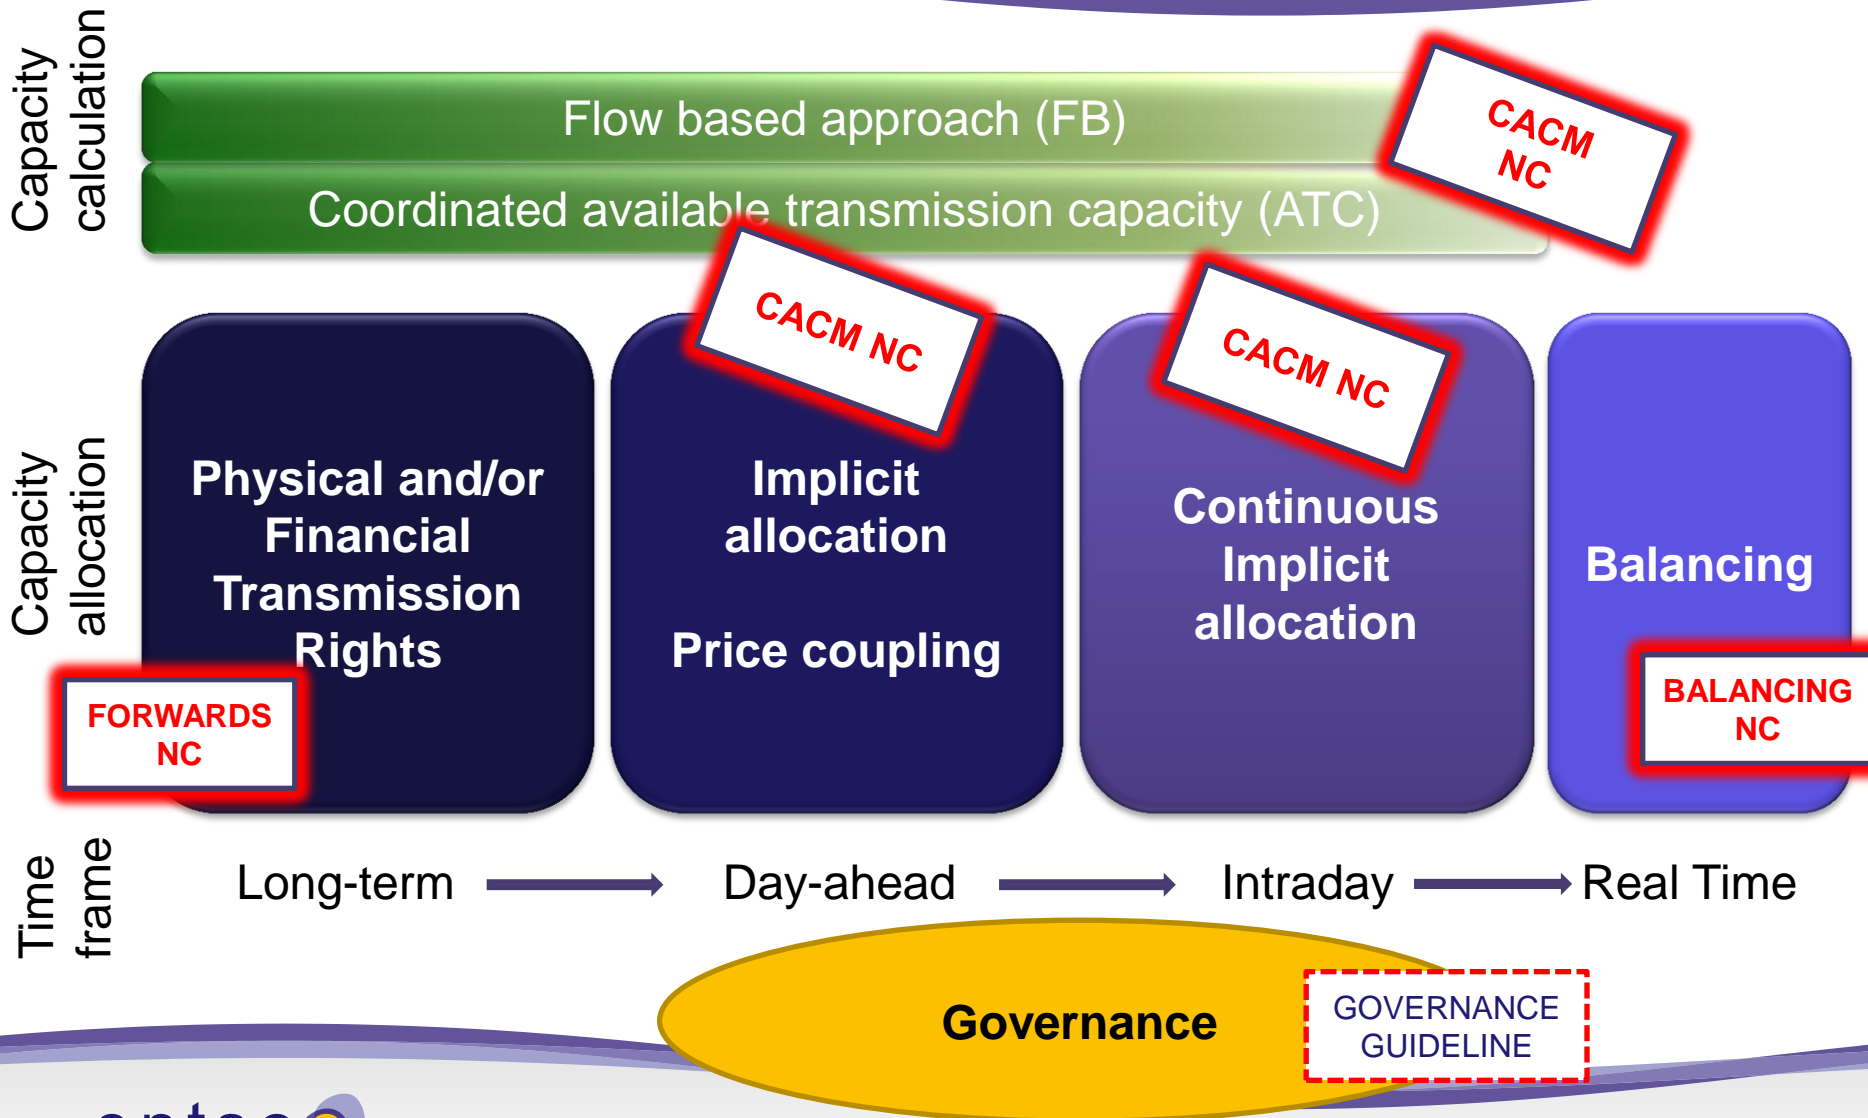 Capacity
calculation
Flow based approach (FB)
Coordinated available transmission capacity (ATC)
CACM
NC
Capacity
allocation
Physical and/or
Financial
Transmission
Rights
FORWARDS
NC
CACM NC
Implicit
allocation
Price coupling
CACM NC
Continuous
Implicit
allocation
Balancing
BALANCING
NC
Time
frame
Long-term
Day-ahead
Intraday
Real Time
Governance
GOVERNANCE
GUIDELINE